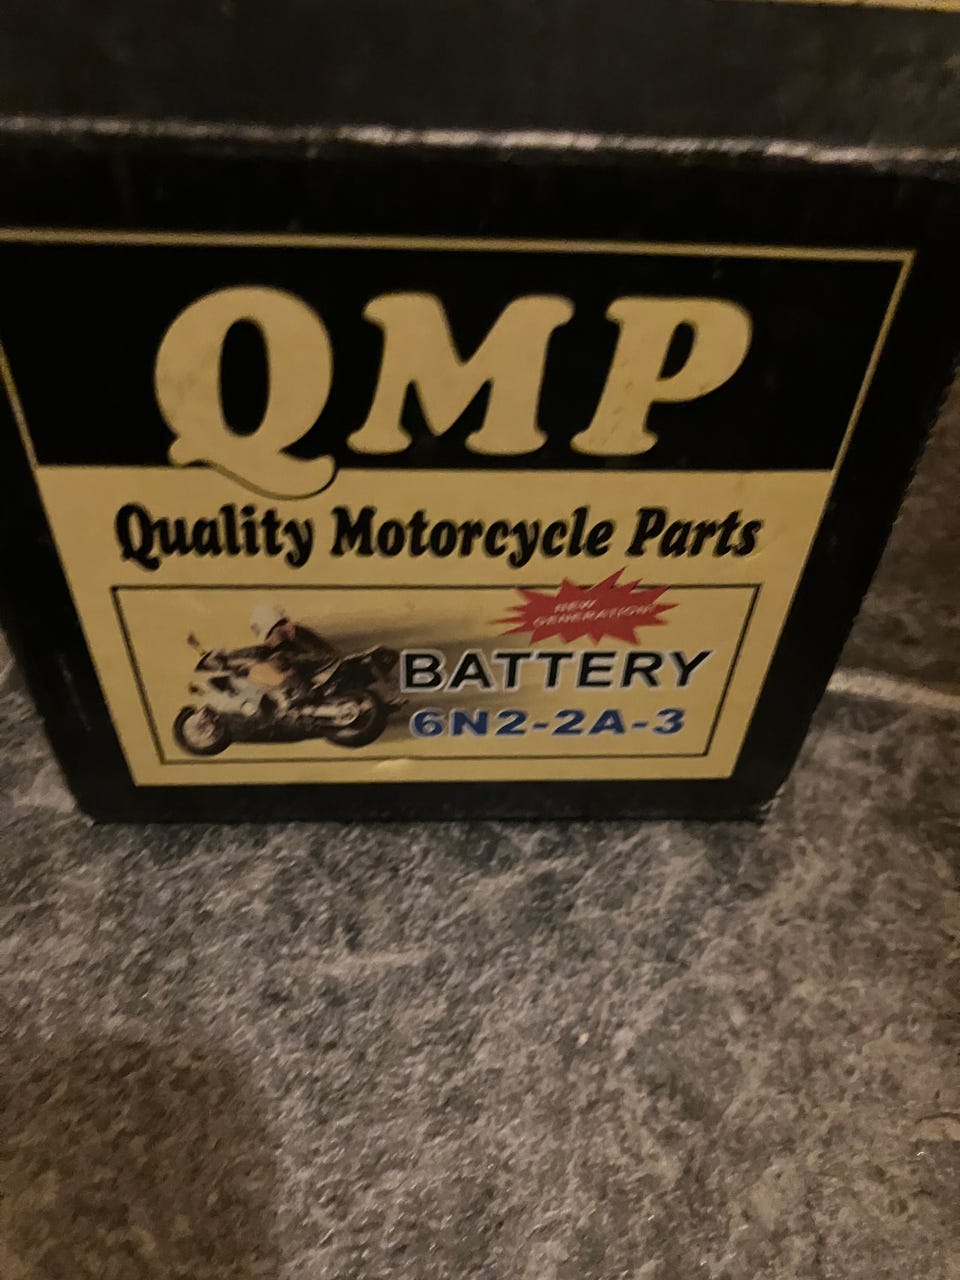 QMP
Quality Motorcycle Parts
NEW
GENERATION!
BATTERY
6N2-2A-3